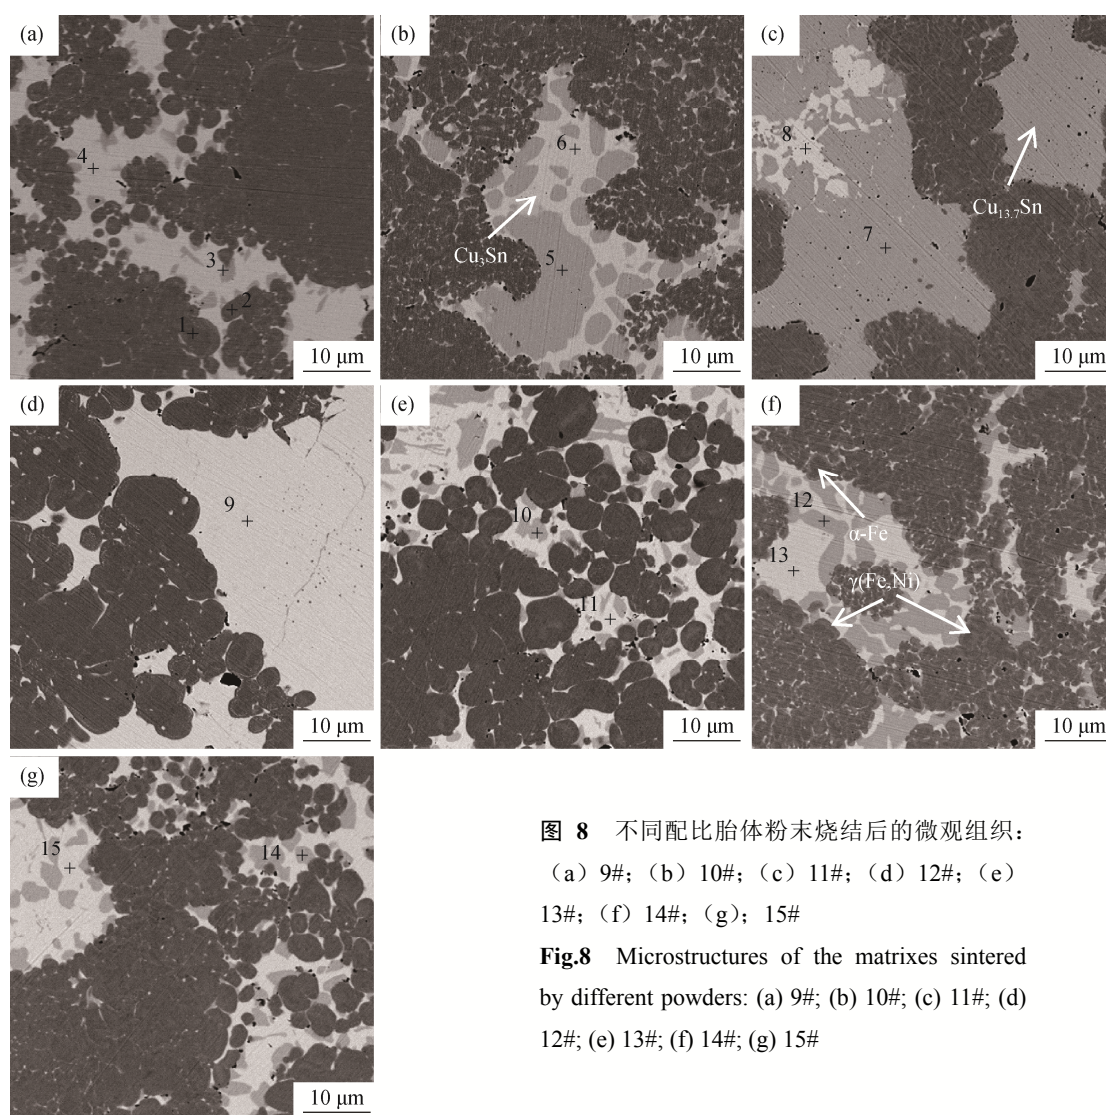 (a)
4
3
2
1
10 μm
(b)
6
Cu3Sn
5
10 μm
(c)
8
Cu13.7Sn
7
10 μm
(d)
9
10 μm
(e)
10
11
10 μm
(f)
12
α-Fe
13
γ(Fe,Ni)
10 μm
(g)
15
14
10 μm
图 8 不同配比胎体粉末烧结后的微观组织：
（a）9#；（b）10#；（c）11#；（d）12#；（e）
13#；（f）14#；（g）；15#
Fig.8 Microstructures of the matrixes sintered
by different powders: (a) 9#; (b) 10#; (c) 11#; (d)
12#; (e) 13#; (f) 14#; (g) 15#